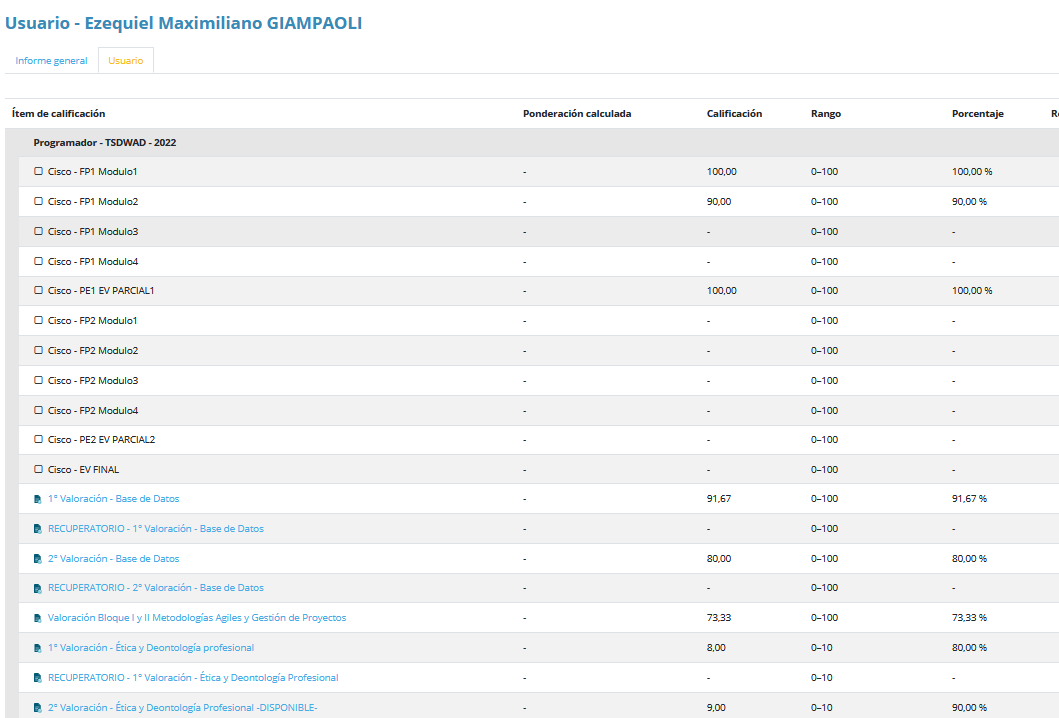 Usuario - Ezequiel Maximiliano GIAMPAOLI
Informe general Usuario
Ítem de calificación Ponderación calculada Calificación Rango Porcentaje
Programador - TSDWAD - 2022
Cisco - FP1 Modulo1 - 100,00 0–100 100,00 %
Cisco - FP1 Modulo2 - 90,00 0–100 90,00 %
Cisco - FP1 Modulo3 - - 0–100 -
Cisco - FP1 Modulo4 - - 0–100 -
Cisco - PE1 EV PARCIAL1 - 100,00 0–100 100,00 %
Cisco - FP2 Modulo1 - - 0–100 -
Cisco - FP2 Modulo2 - - 0–100 -
Cisco - FP2 Modulo3 - - 0–100 -
Cisco - FP2 Modulo4 - - 0–100 -
Cisco - PE2 EV PARCIAL2 - - 0–100 -
Cisco - EV FINAL - - 0–100 -
1° Valoración - Base de Datos - 91,67 0–100 91,67 %
RECUPERATORIO - 1° Valoración - Base de Datos - - 0–100 -
2° Valoración - Base de Datos - 80,00 0–100 80,00 %
RECUPERATORIO - 2° Valoración - Base de Datos - - 0–100 -
Valoración Bloque I y II Metodologías Agiles y Gestión de Proyectos - 73,33 0–100 73,33 %
1° Valoración - Ética y Deontología profesional - 8,00 0–10 80,00 %
RECUPERATORIO - 1° Valoración - Ética y Deontología Profesional - - 0–10 -
2° Valoración - Ética y Deontología Profesional -DISPONIBLE- - 9,00 0–10 90,00 %